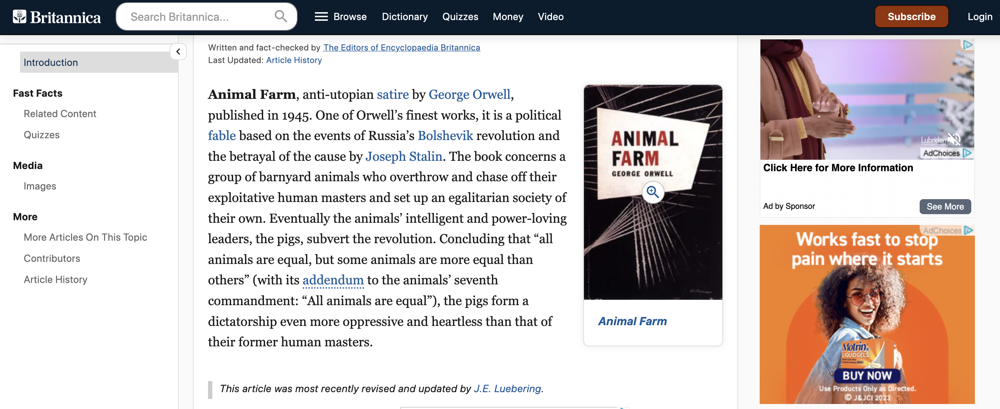 Britannica
Search Britannica...
Browse
Dictionary
Quizzes
Money
Video
Subscribe
Login
Introduction
Fast Facts
Related Content
Quizzes
Media
Images
More
More Articles On This Topic
Contributors
Article History
Written and fact-checked by The Editors of Encyclopaedia Britannica
Last Updated: Article History
Animal Farm, anti-utopian satire by George Orwell,
published in 1945. One of Orwell’s finest works, it is a political
fable based on the events of Russia’s Bolshevik revolution and
the betrayal of the cause by Joseph Stalin. The book concerns a
group of barnyard animals who overthrow and chase off their
exploitative human masters and set up an egalitarian society of
their own. Eventually the animals’ intelligent and power-loving
leaders, the pigs, subvert the revolution. Concluding that “all
animals are equal, but some animals are more equal than
others” (with its addendum to the animals’ seventh
commandment: “All animals are equal”), the pigs form a
dictatorship even more oppressive and heartless than that of
their former human masters.
ANIMAL
FARM
GEORGE ORWELL
Animal Farm
This article was most recently revised and updated by J.E. Luebering.
Lubriderm
AdChoices
Click Here for More Information
Ad by Sponsor
See More
AdChoices
Works fast to stop
pain where it starts
Motrin
LIQUID GELS
BUY NOW
Use Products Only as Directed.
© J&JCI 2023